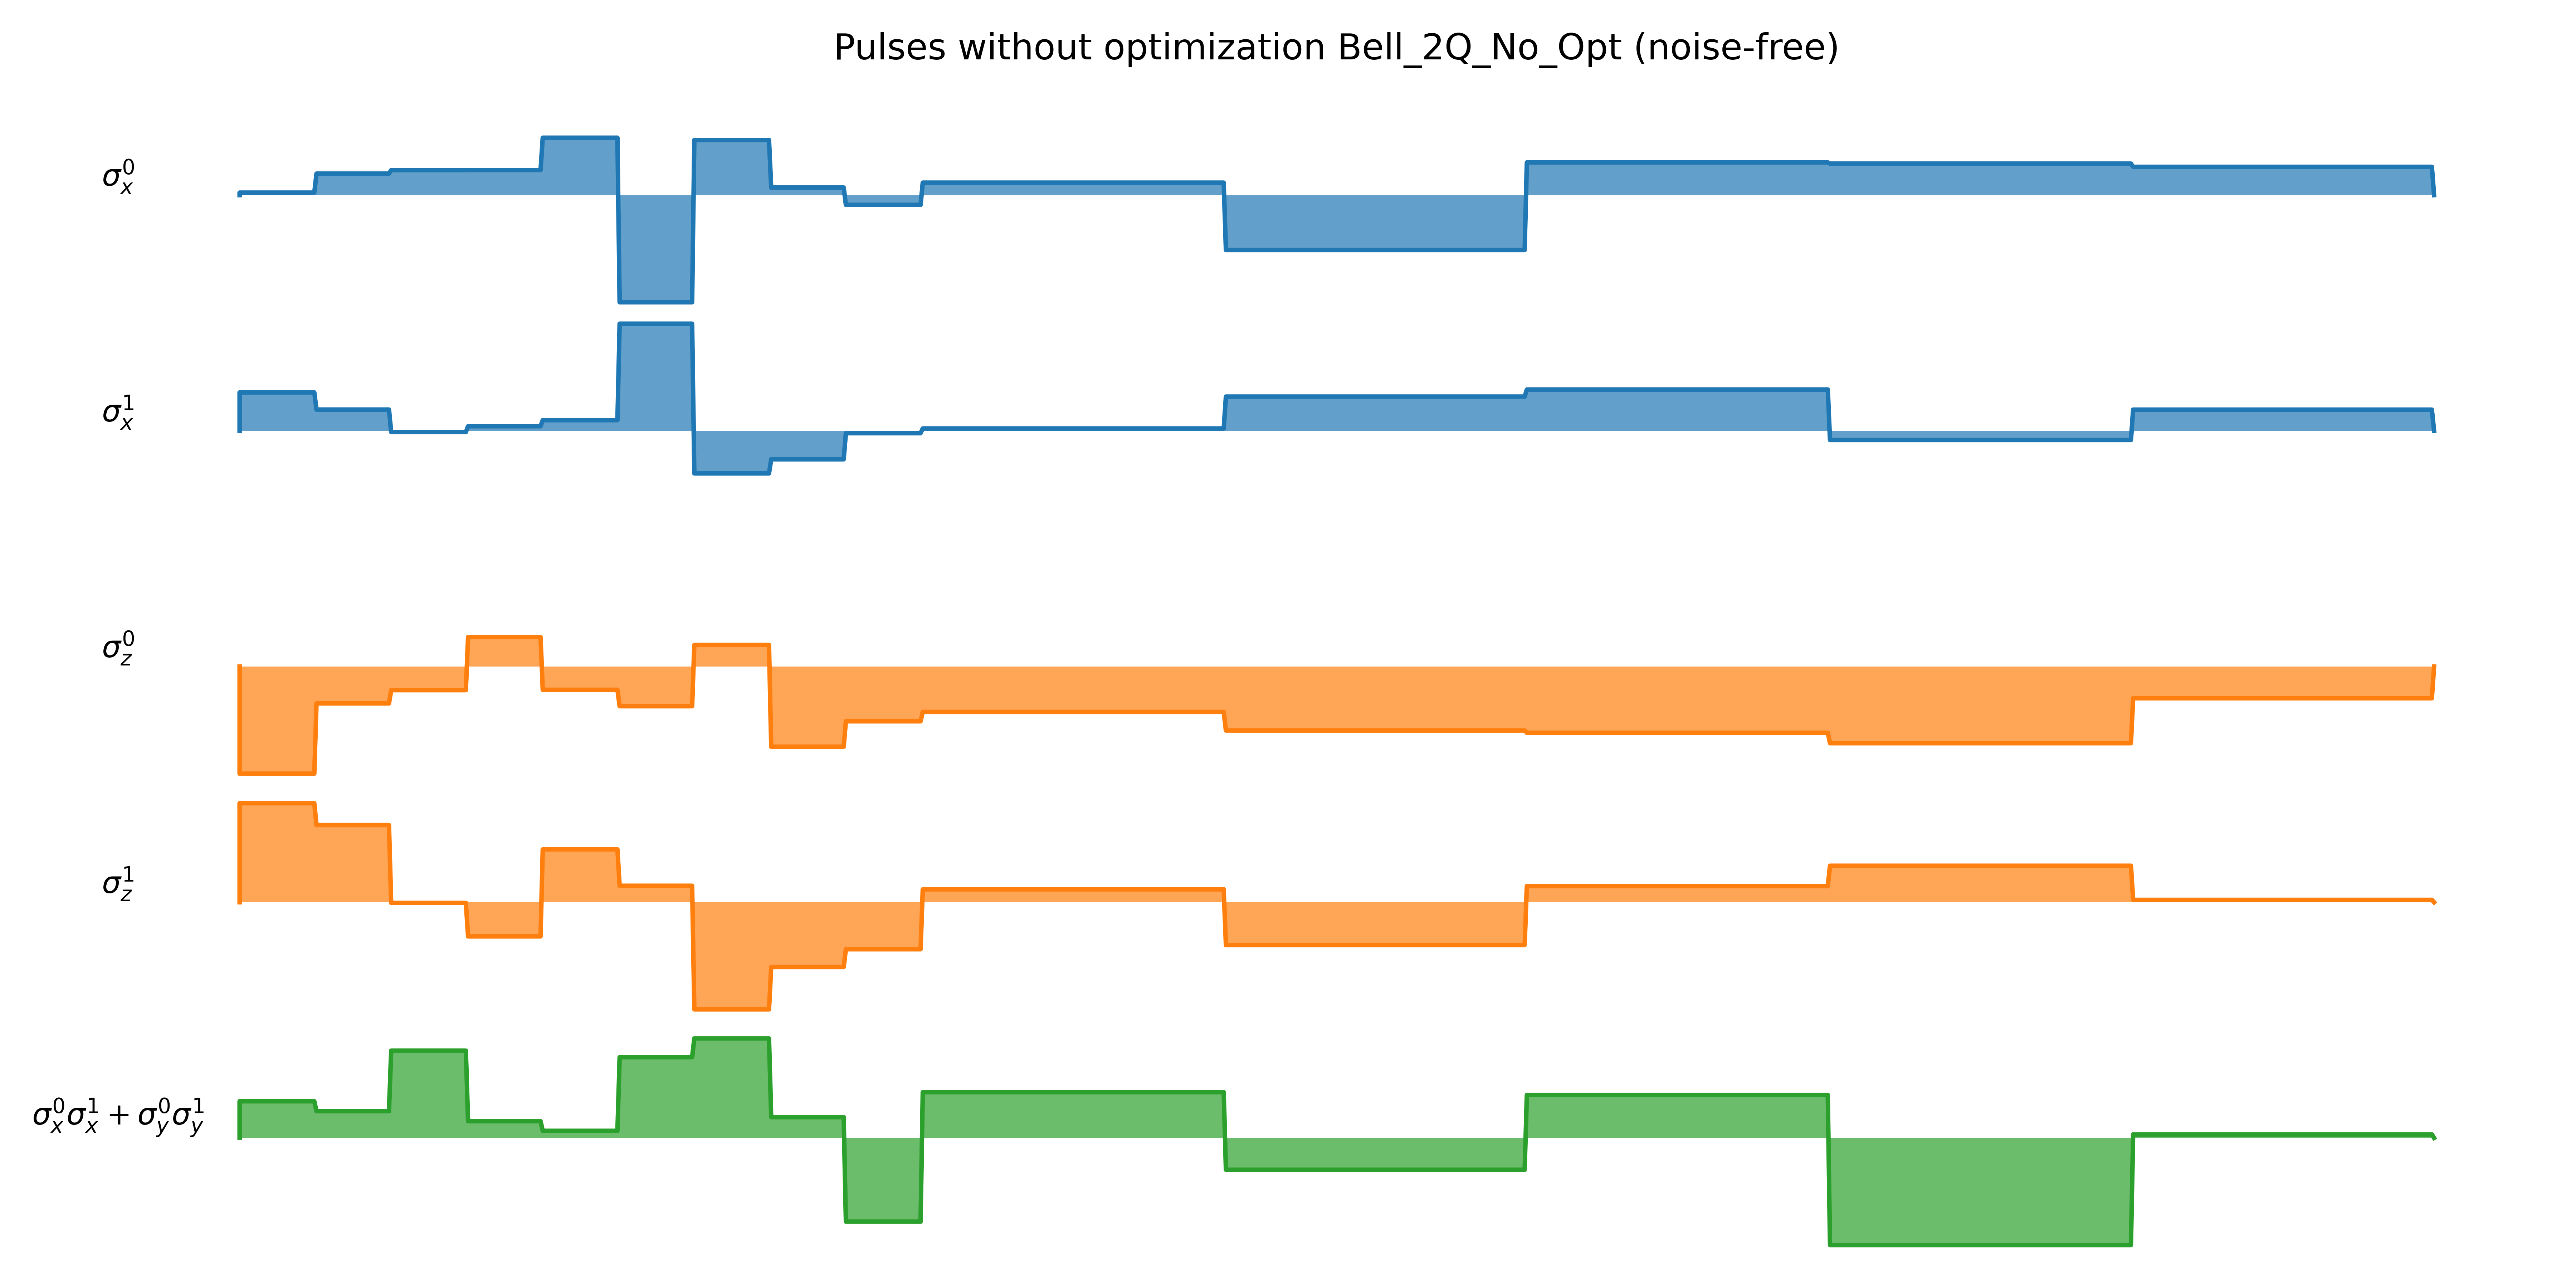 Pulses without optimization Bell_2Q_No_Opt (noise-free)
σ_x^0
σ_x^1
σ_z^0
σ_z^1
σ_x^0σ_x^1 + σ_y^0σ_y^1